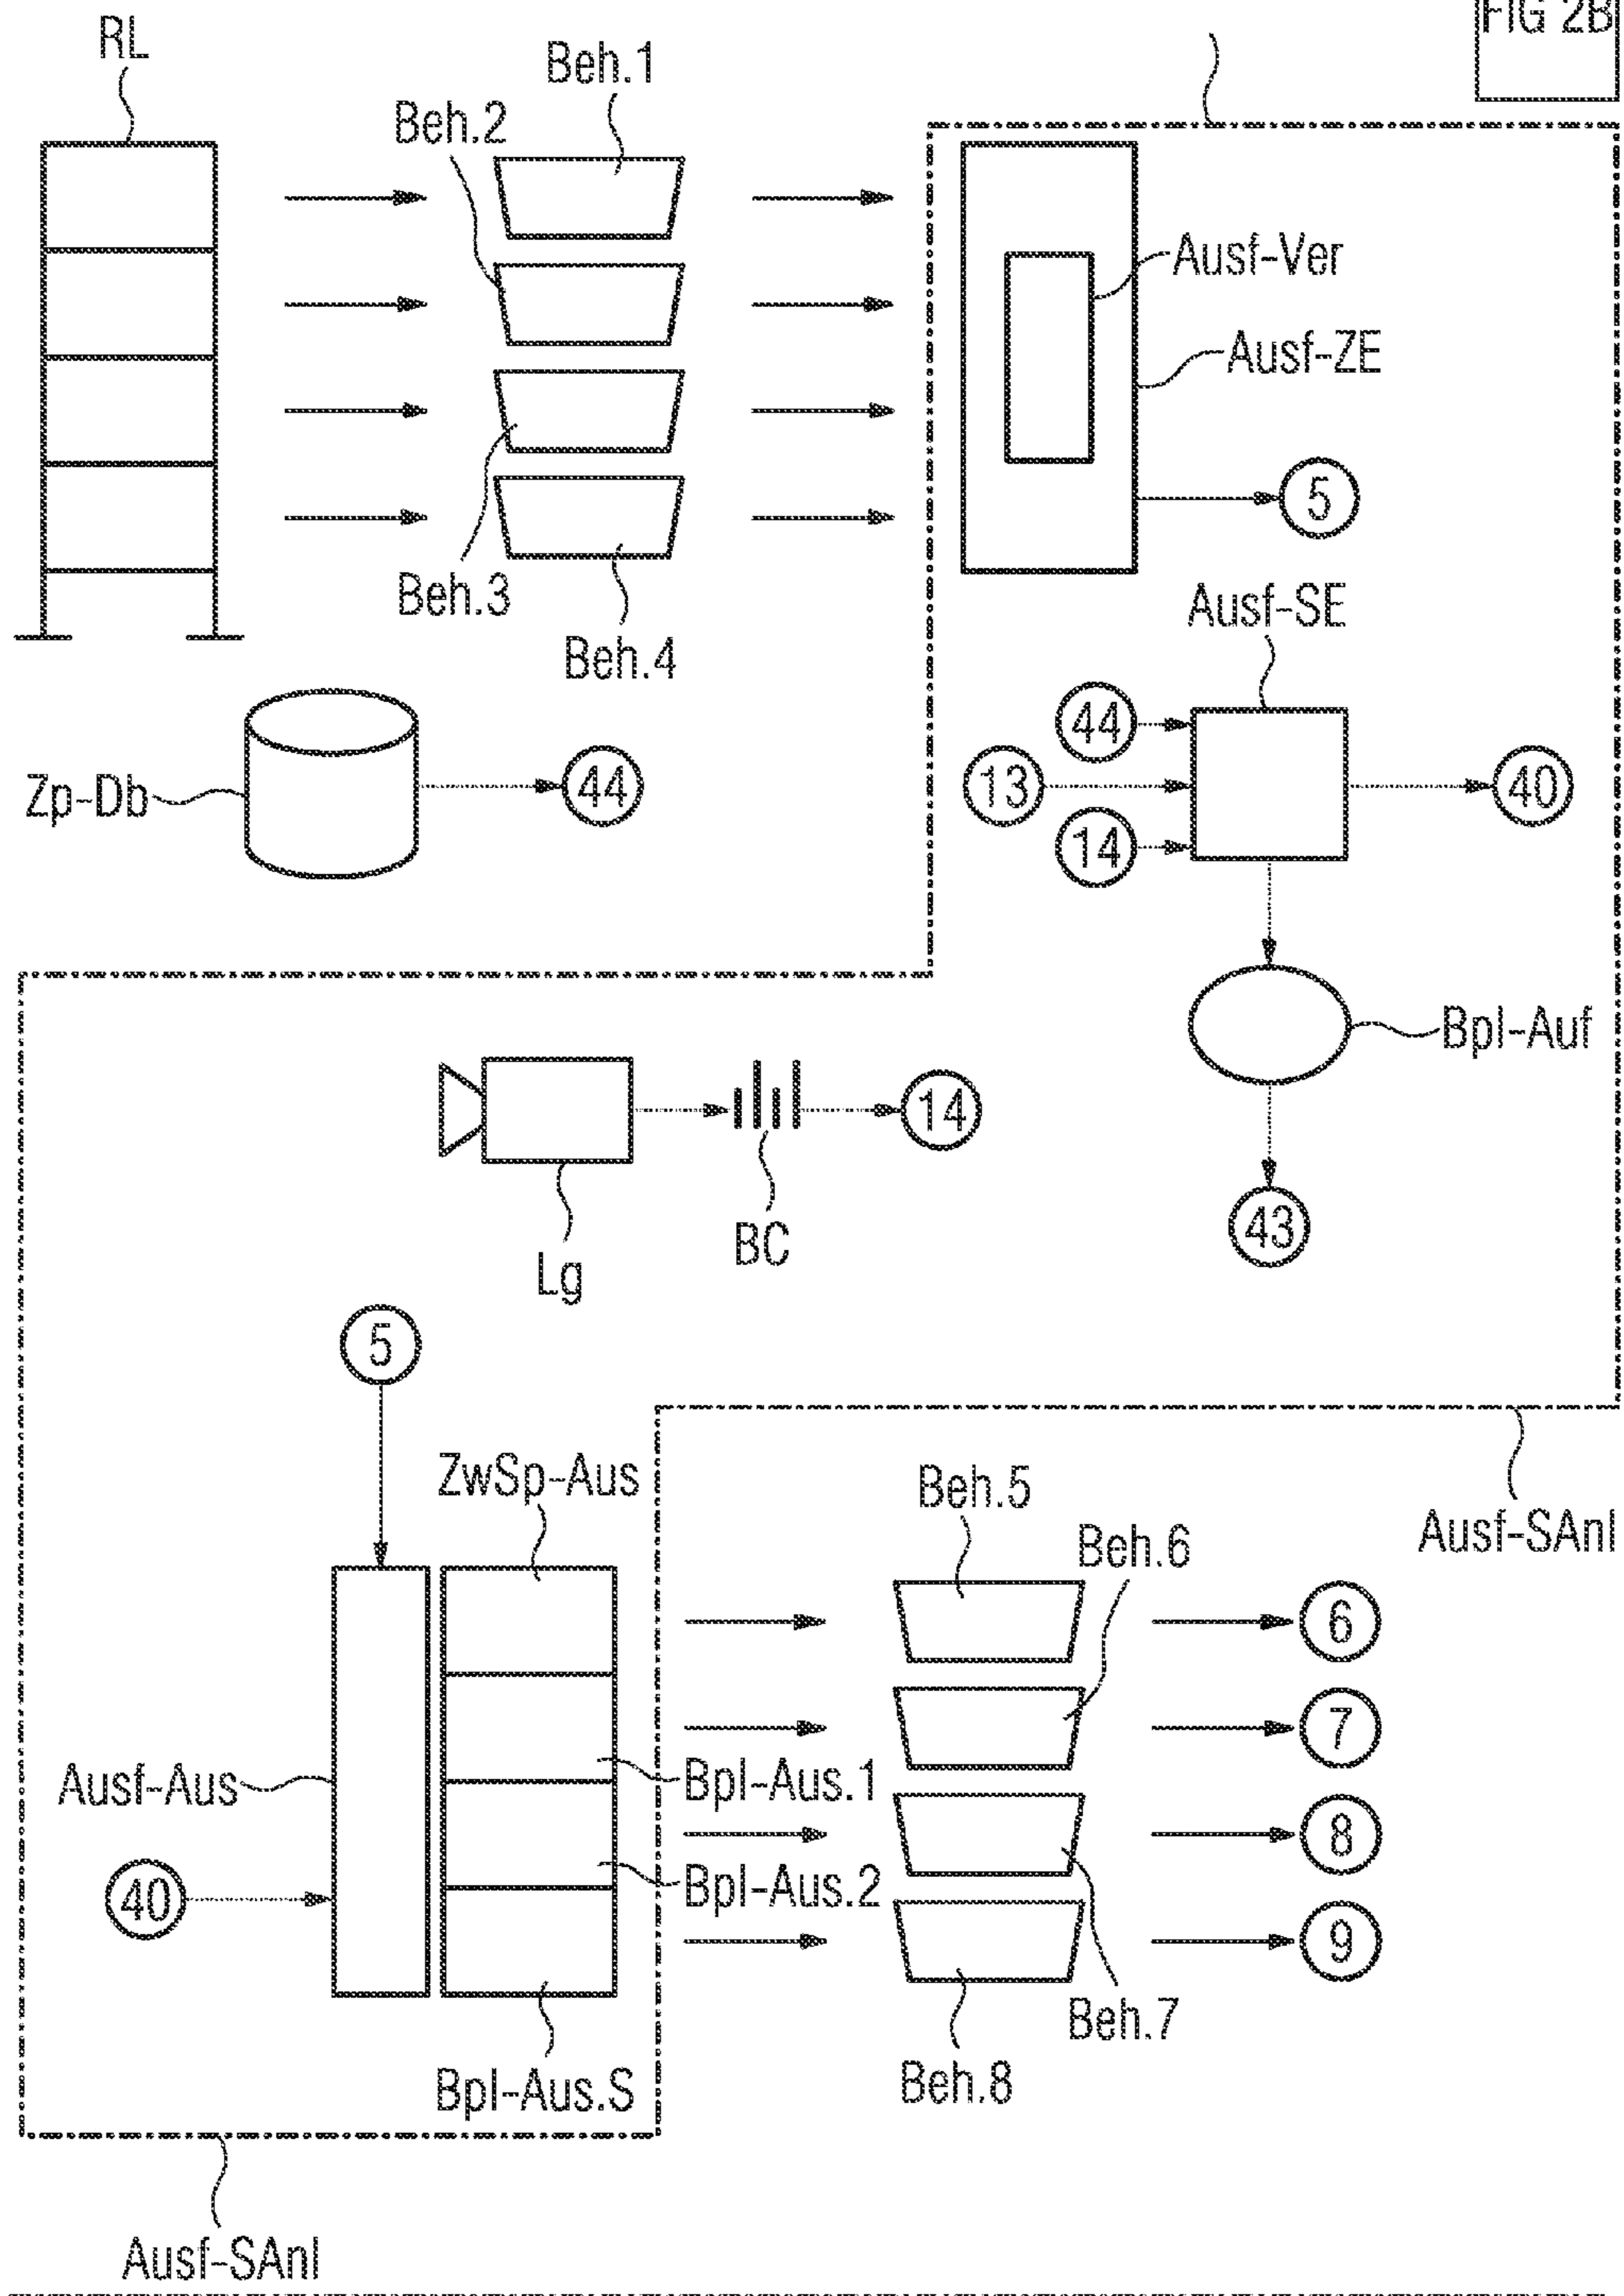 FIG 2B
RL
Beh.1
Beh.2
Ausf-Ver
Ausf-ZE
5
Beh.3
Ausf-SE
Beh.4
44
Zp-Db
44
13
40
14
Bpl-Auf
14
BC
43
Lg
5
ZwSp-Aus
Beh.5
Ausf-SAnl
Beh.6
6
7
Ausf-Aus
Bpl-Aus.1
8
Bpl-Aus.2
40
9
Beh.7
Bpl-Aus.S
Beh.8
Ausf-SAnl